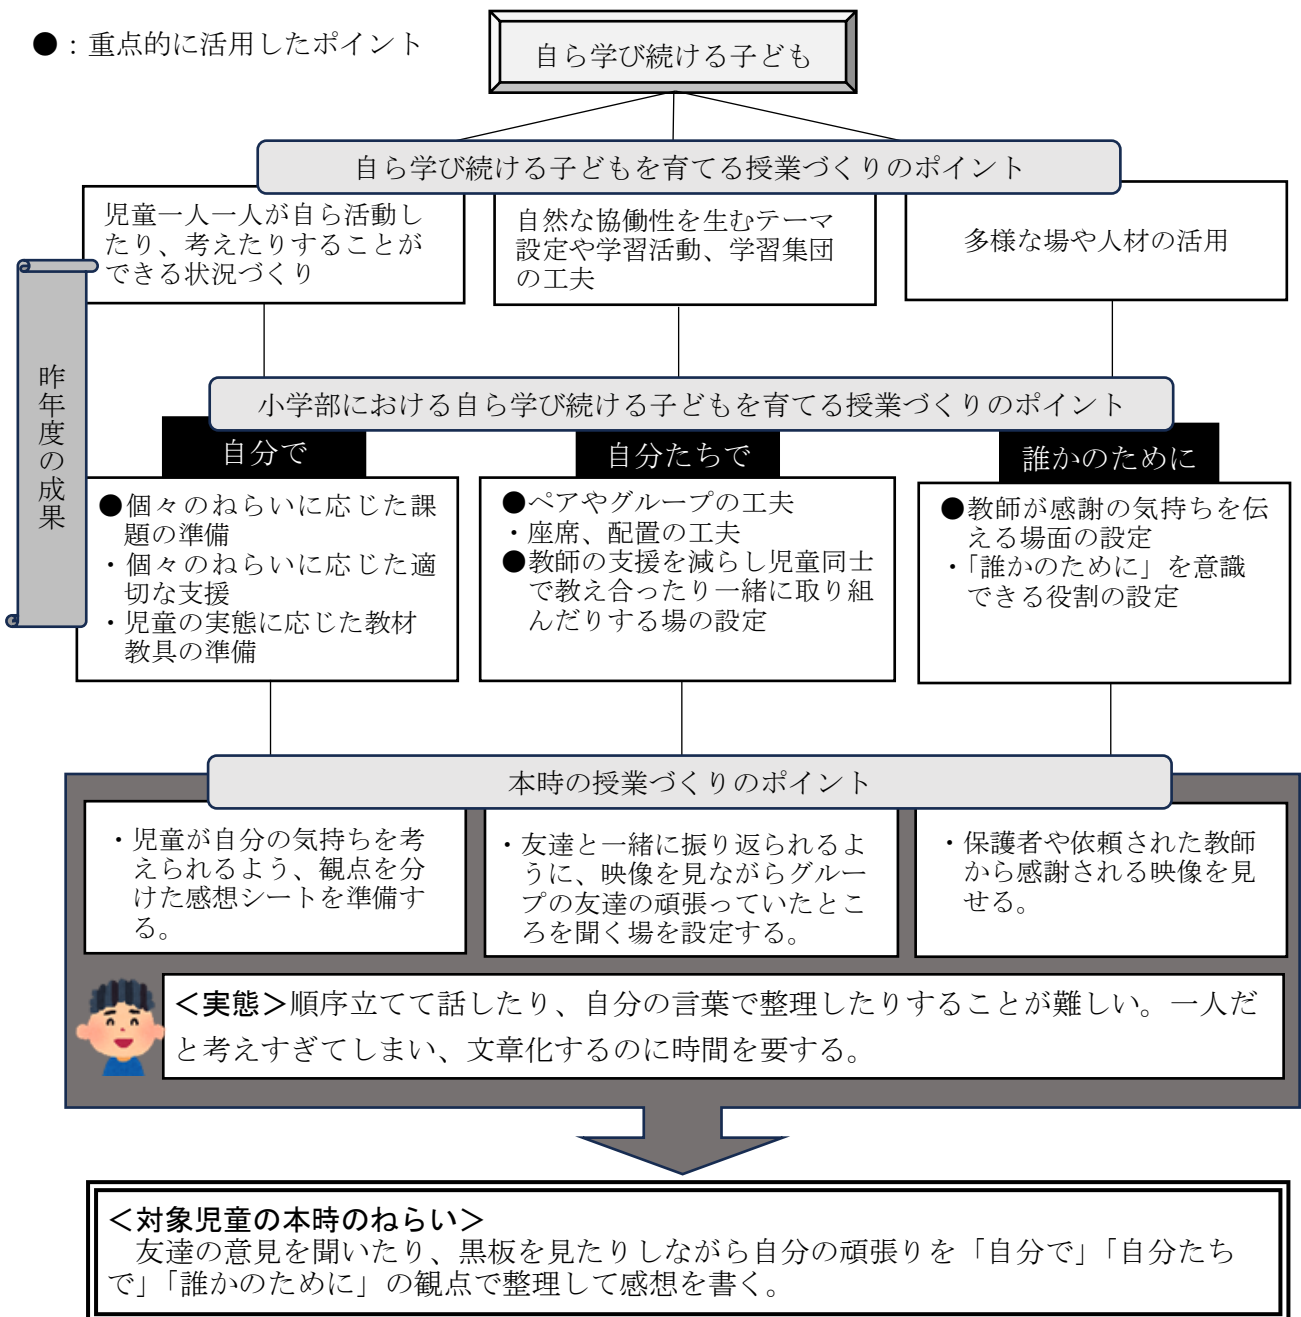 ●：重点的に活用したポイント
自ら学び続ける子ども
自ら学び続ける子どもを育てる授業づくりのポイント
児童一人一人が自ら活動し
たり、考えたりすることが
できる状況づくり
自然な協働性を生むテーマ
設定や学習活動、学習集団
の工夫
多様な場や人材の活用
昨年度の成果
小学部における自ら学び続ける子どもを育てる授業づくりのポイント
自分で
●個々のねらいに応じた課
題の準備
・個々のねらいに応じた適
切な支援
・児童の実態に応じた教材
教具の準備
自分たちで
●ペアやグループの工夫
・座席、配置の工夫
●教師の支援を減らし児童同士
で教え合ったり一緒に取り組
んだりする場の設定
誰かのために
●教師が感謝の気持ちを伝
える場面の設定
・「誰かのために」を意識
できる役割の設定
本時の授業づくりのポイント
・児童が自分の気持ちを考
えられるよう、観点を分
けた感想シートを準備す
る。
・友達と一緒に振り返られるよ
うに、映像を見ながらグルー
プの友達の頑張っていたとこ
ろを聞く場を設定する。
・保護者や依頼された教師
から感謝される映像を見
せる。
＜実態＞順序立てて話したり、自分の言葉で整理したりすることが難しい。一人だ
と考えすぎてしまい、文章化するのに時間を要する。
＜対象児童の本時のねらい＞
友達の意見を聞いたり、黒板を見たりしながら自分の頑張りを「自分で」「自分たち
で」「誰かのために」の観点で整理して感想を書く。